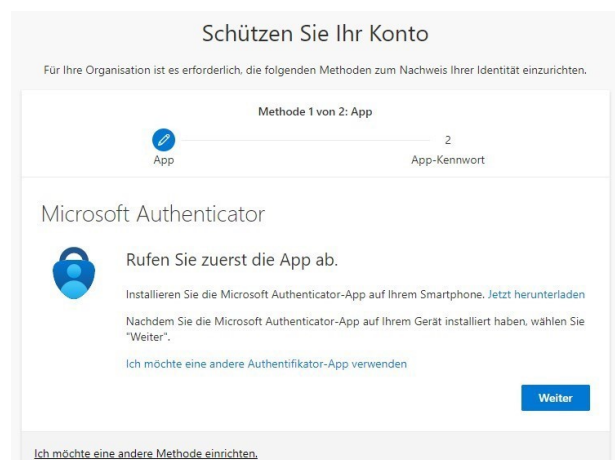 Schützen Sie Ihr Konto
Für Ihre Organisation ist es erforderlich, die folgenden Methoden zum Nachweis Ihrer Identität einzurichten.
Methode 1 von 2: App
App
2
App-Kennwort
Microsoft Authenticator
Rufen Sie zuerst die App ab.
Installieren Sie die Microsoft Authenticator-App auf Ihrem Smartphone. Jetzt herunterladen
Nachdem Sie die Microsoft Authenticator-App auf Ihrem Gerät installiert haben, wählen Sie
"Weiter".
Ich möchte eine andere Authentifikator-App verwenden
Weiter
Ich möchte eine andere Methode einrichten.